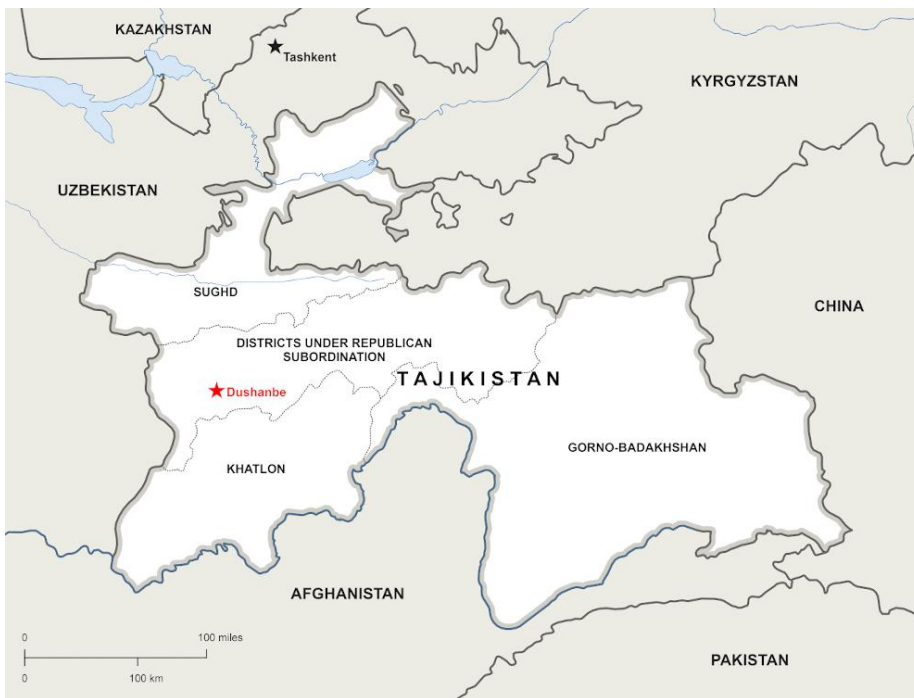 KAZAKHSTAN
Tashkent
KYRGYZSTAN
UZBEKISTAN
SUGHD
CHINA
DISTRICTS UNDER REPUBLICAN
SUBORDINATION
TAJIKISTAN
Dushanbe
GORNO-BADAKHSHAN
KHATLON
AFGHANISTAN
0 100 miles
0 100 km
PAKISTAN